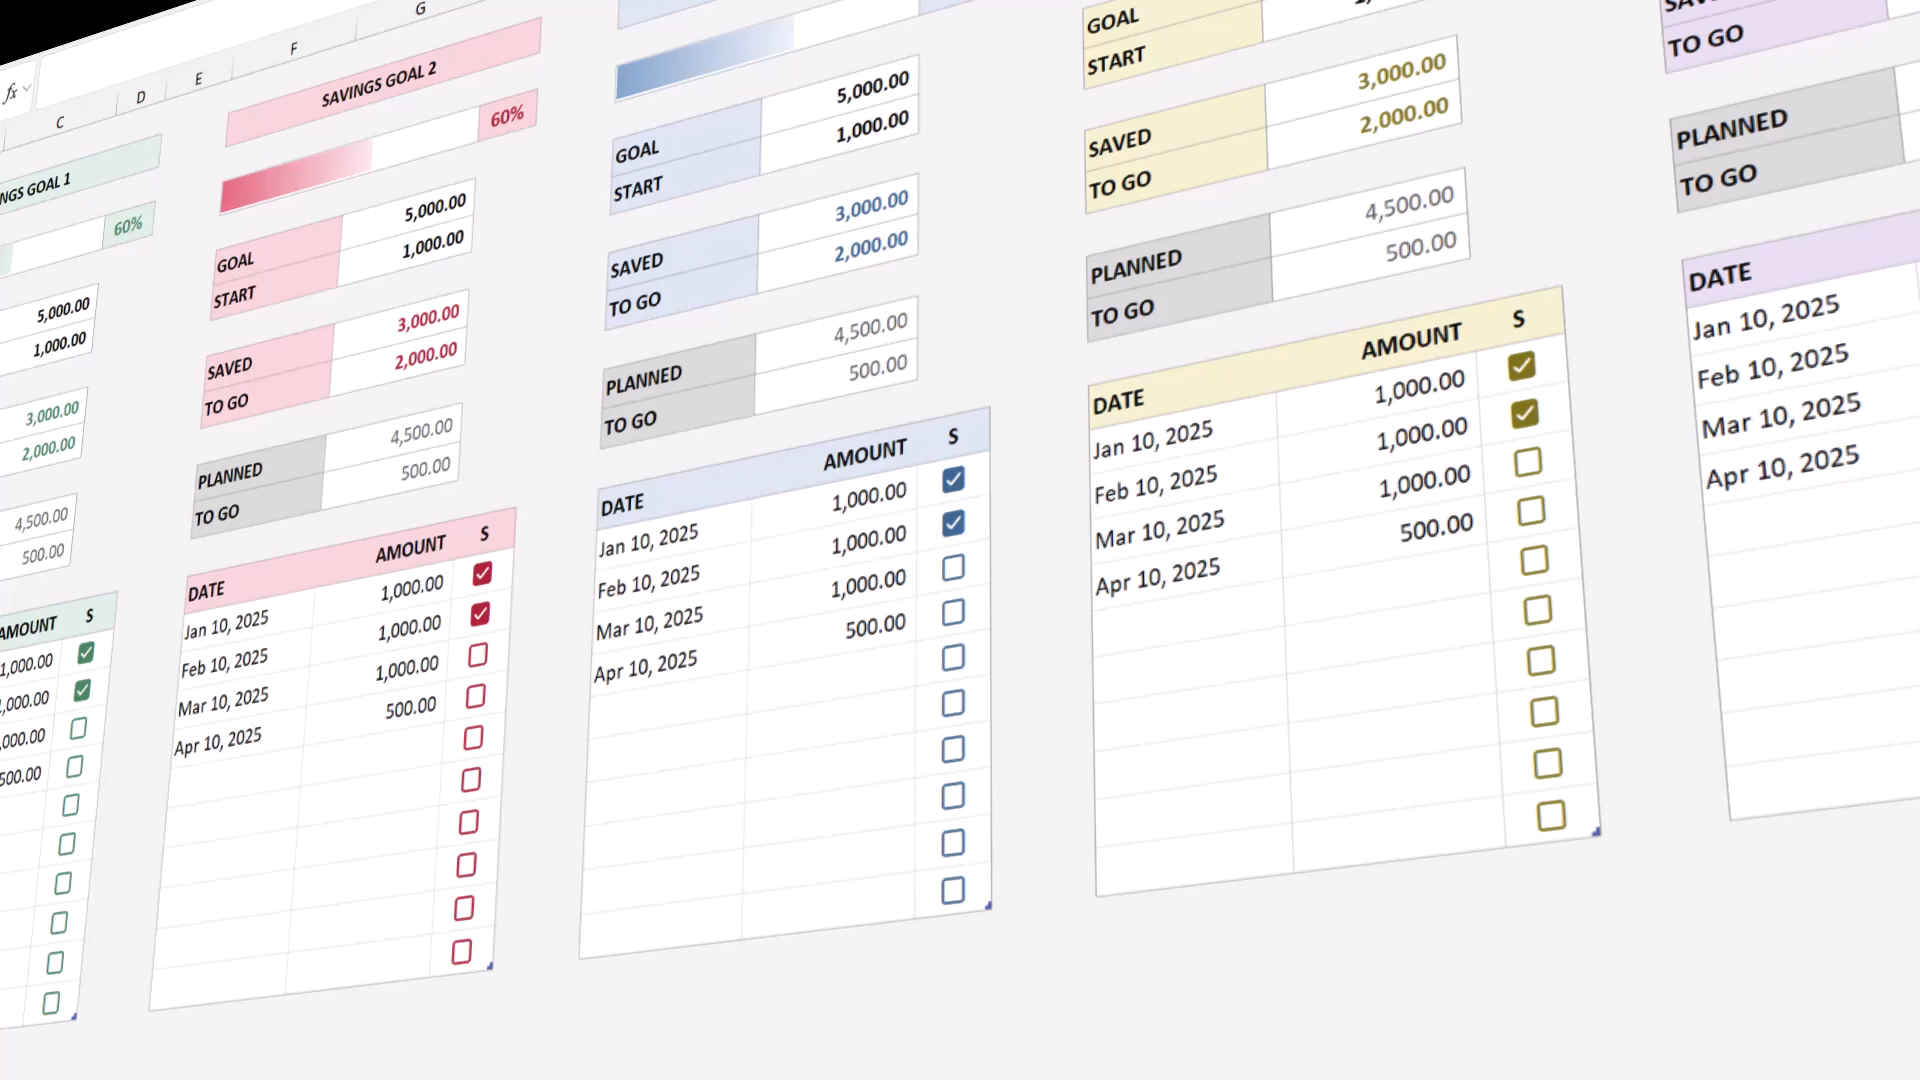 fx
C
D
E
F
G
NGS GOAL 1
60%
5,000.00
1,000.00
3,000.00
2,000.00
4,500.00
500.00
AMOUNT S
1,000.00
,000.00
000.00
500.00
SAVINGS GOAL 2
60%
GOAL 5,000.00
START 1,000.00
SAVED 3,000.00
TO GO 2,000.00
PLANNED 4,500.00
TO GO 500.00
DATE AMOUNT S
Jan 10, 2025 1,000.00
Feb 10, 2025 1,000.00
Mar 10, 2025 1,000.00
Apr 10, 2025 500.00
GOAL 5,000.00
START 1,000.00
SAVED 3,000.00
TO GO 2,000.00
PLANNED 4,500.00
TO GO 500.00
DATE AMOUNT S
Jan 10, 2025 1,000.00
Feb 10, 2025 1,000.00
Mar 10, 2025 1,000.00
Apr 10, 2025 500.00
GOAL
START
SAVED 3,000.00
TO GO 2,000.00
PLANNED 4,500.00
TO GO 500.00
DATE AMOUNT S
Jan 10, 2025 1,000.00
Feb 10, 2025 1,000.00
Mar 10, 2025 1,000.00
Apr 10, 2025 500.00
TO GO
PLANNED
TO GO
DATE
Jan 10, 2025
Feb 10, 2025
Mar 10, 2025
Apr 10, 2025